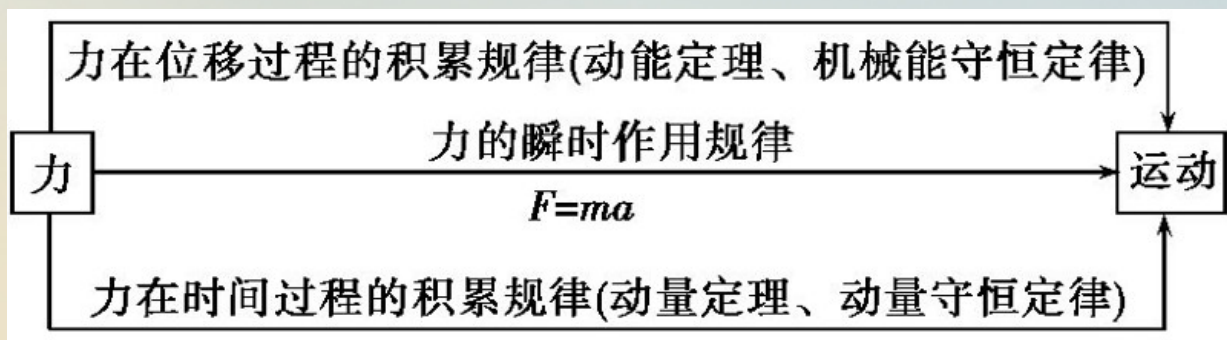 力在位移过程的积累规律(动能定理、机械能守恒定律)
力的瞬时作用规律
力
运动
F=ma
力在时间过程的积累规律(动量定理、动量守恒定律)